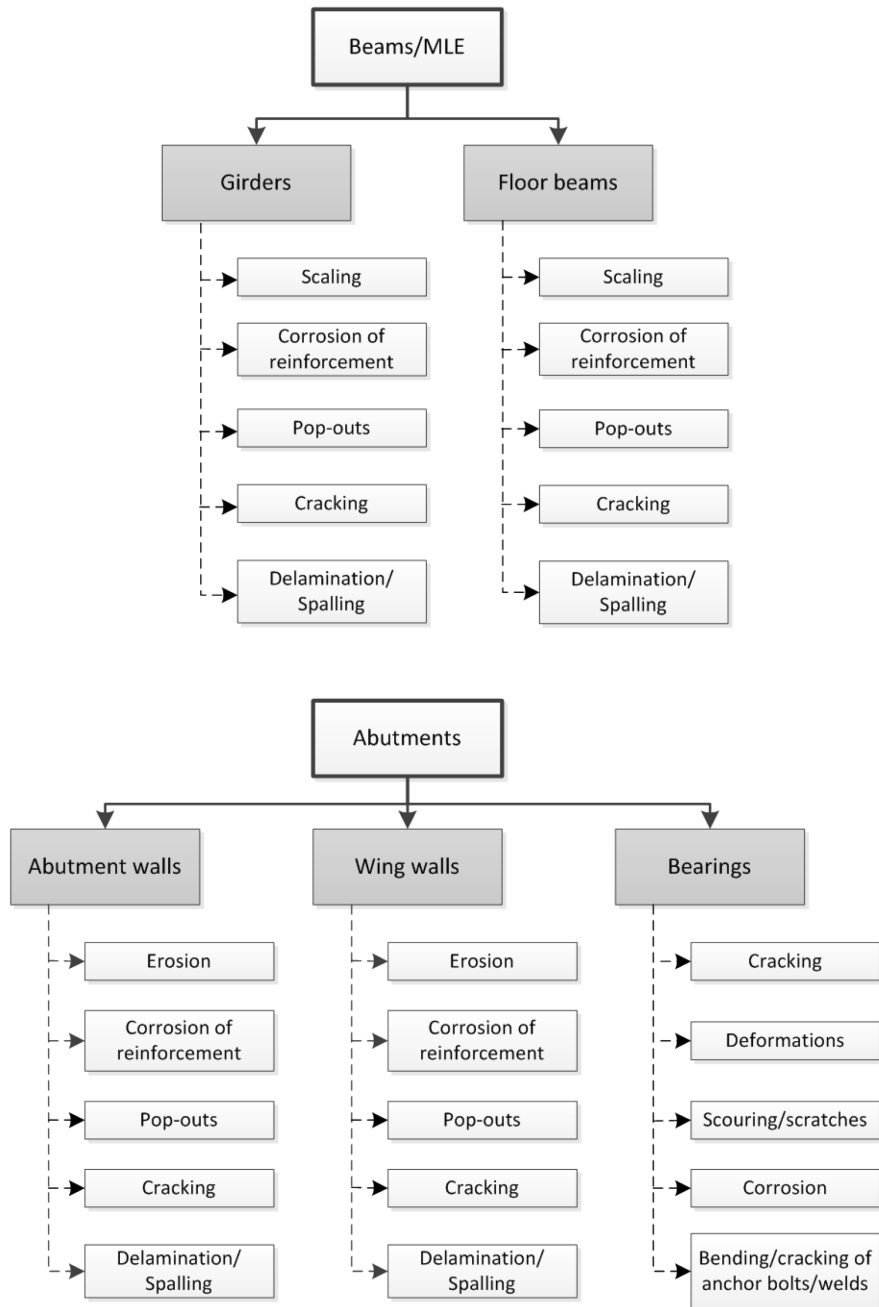 Beams/MLE
Girders
Floor beams
Scaling
Scaling
Corrosion of
reinforcement
Corrosion of
reinforcement
Pop-outs
Pop-outs
Cracking
Cracking
Delamination/
Spalling
Delamination/
Spalling
Abutments
Abutment walls
Wing walls
Bearings
Erosion
Erosion
Cracking
Corrosion of
reinforcement
Corrosion of
reinforcement
Deformations
Pop-outs
Pop-outs
Scouring/scratches
Cracking
Cracking
Corrosion
Delamination/
Spalling
Delamination/
Spalling
Bending/cracking of
anchor bolts/welds